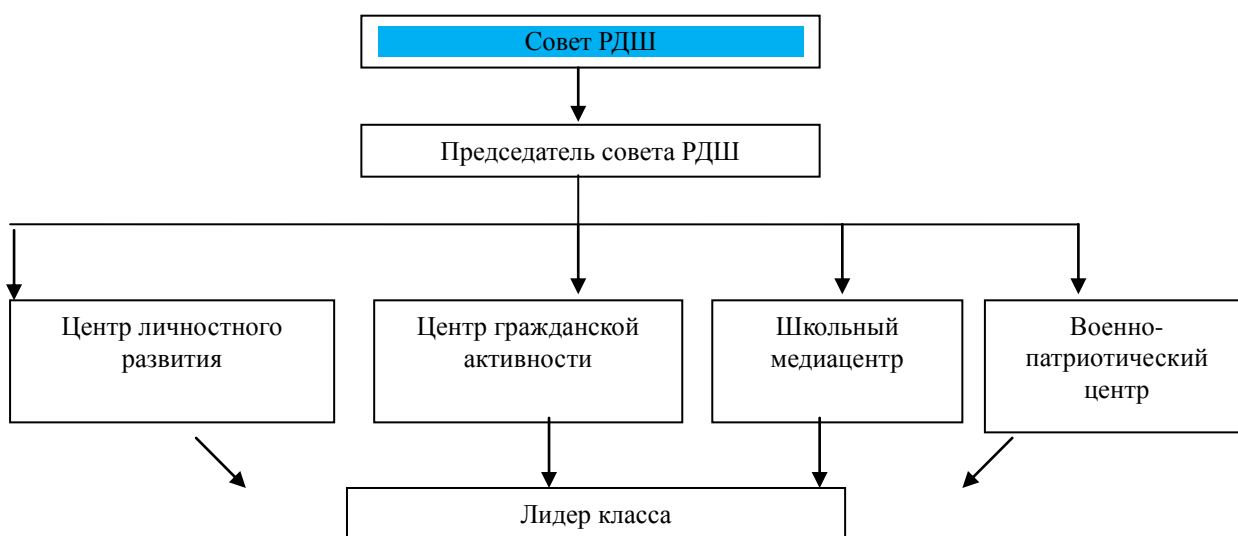 Совет РДШ
Председатель совета РДШ
Центр личностного
развития
Центр гражданской
активности
Школьный
медиацентр
Военно-
патриотический
центр
Лидер класса